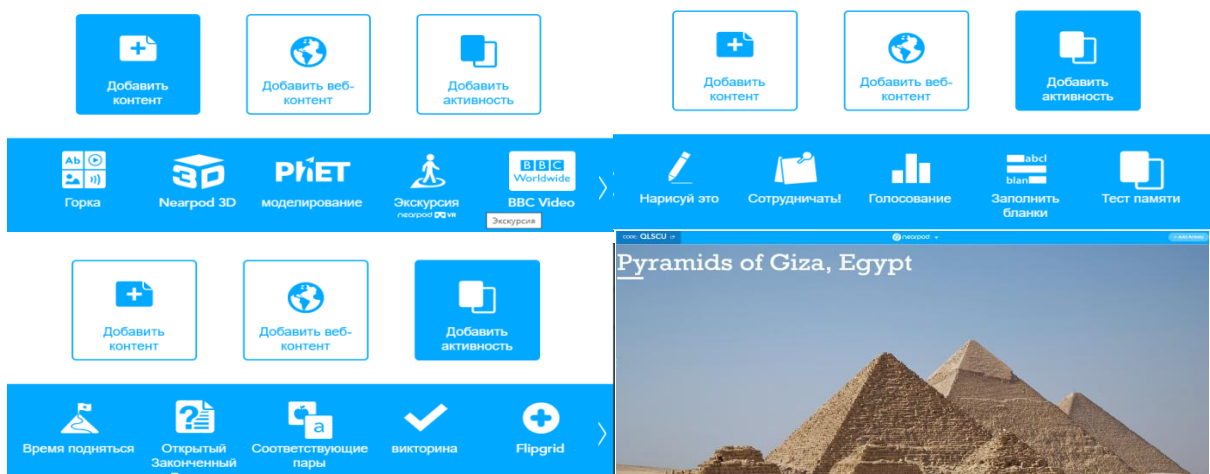 Добавить
контент
Добавить веб-
контент
Добавить
активность
Ab
Горка
3D
Nearpod 3D
PhET
моделирование
Экскурсия
nearpod VR
BBC
Worldwide
BBC Video
Экскурсия
Добавить
контент
Добавить веб-
контент
Добавить
активность
Нарисуй это
Сотрудничать!
Голосование
abcl
blan
Заполнить
бланки
Тест памяти
Добавить
контент
Добавить веб-
контент
Добавить
активность
Время подняться
Открытый
Законченный
a
Соответствующие
пары
викторина
Flipgrid
CODE: QLSCU
nearpod
Pyramids of Giza, Egypt